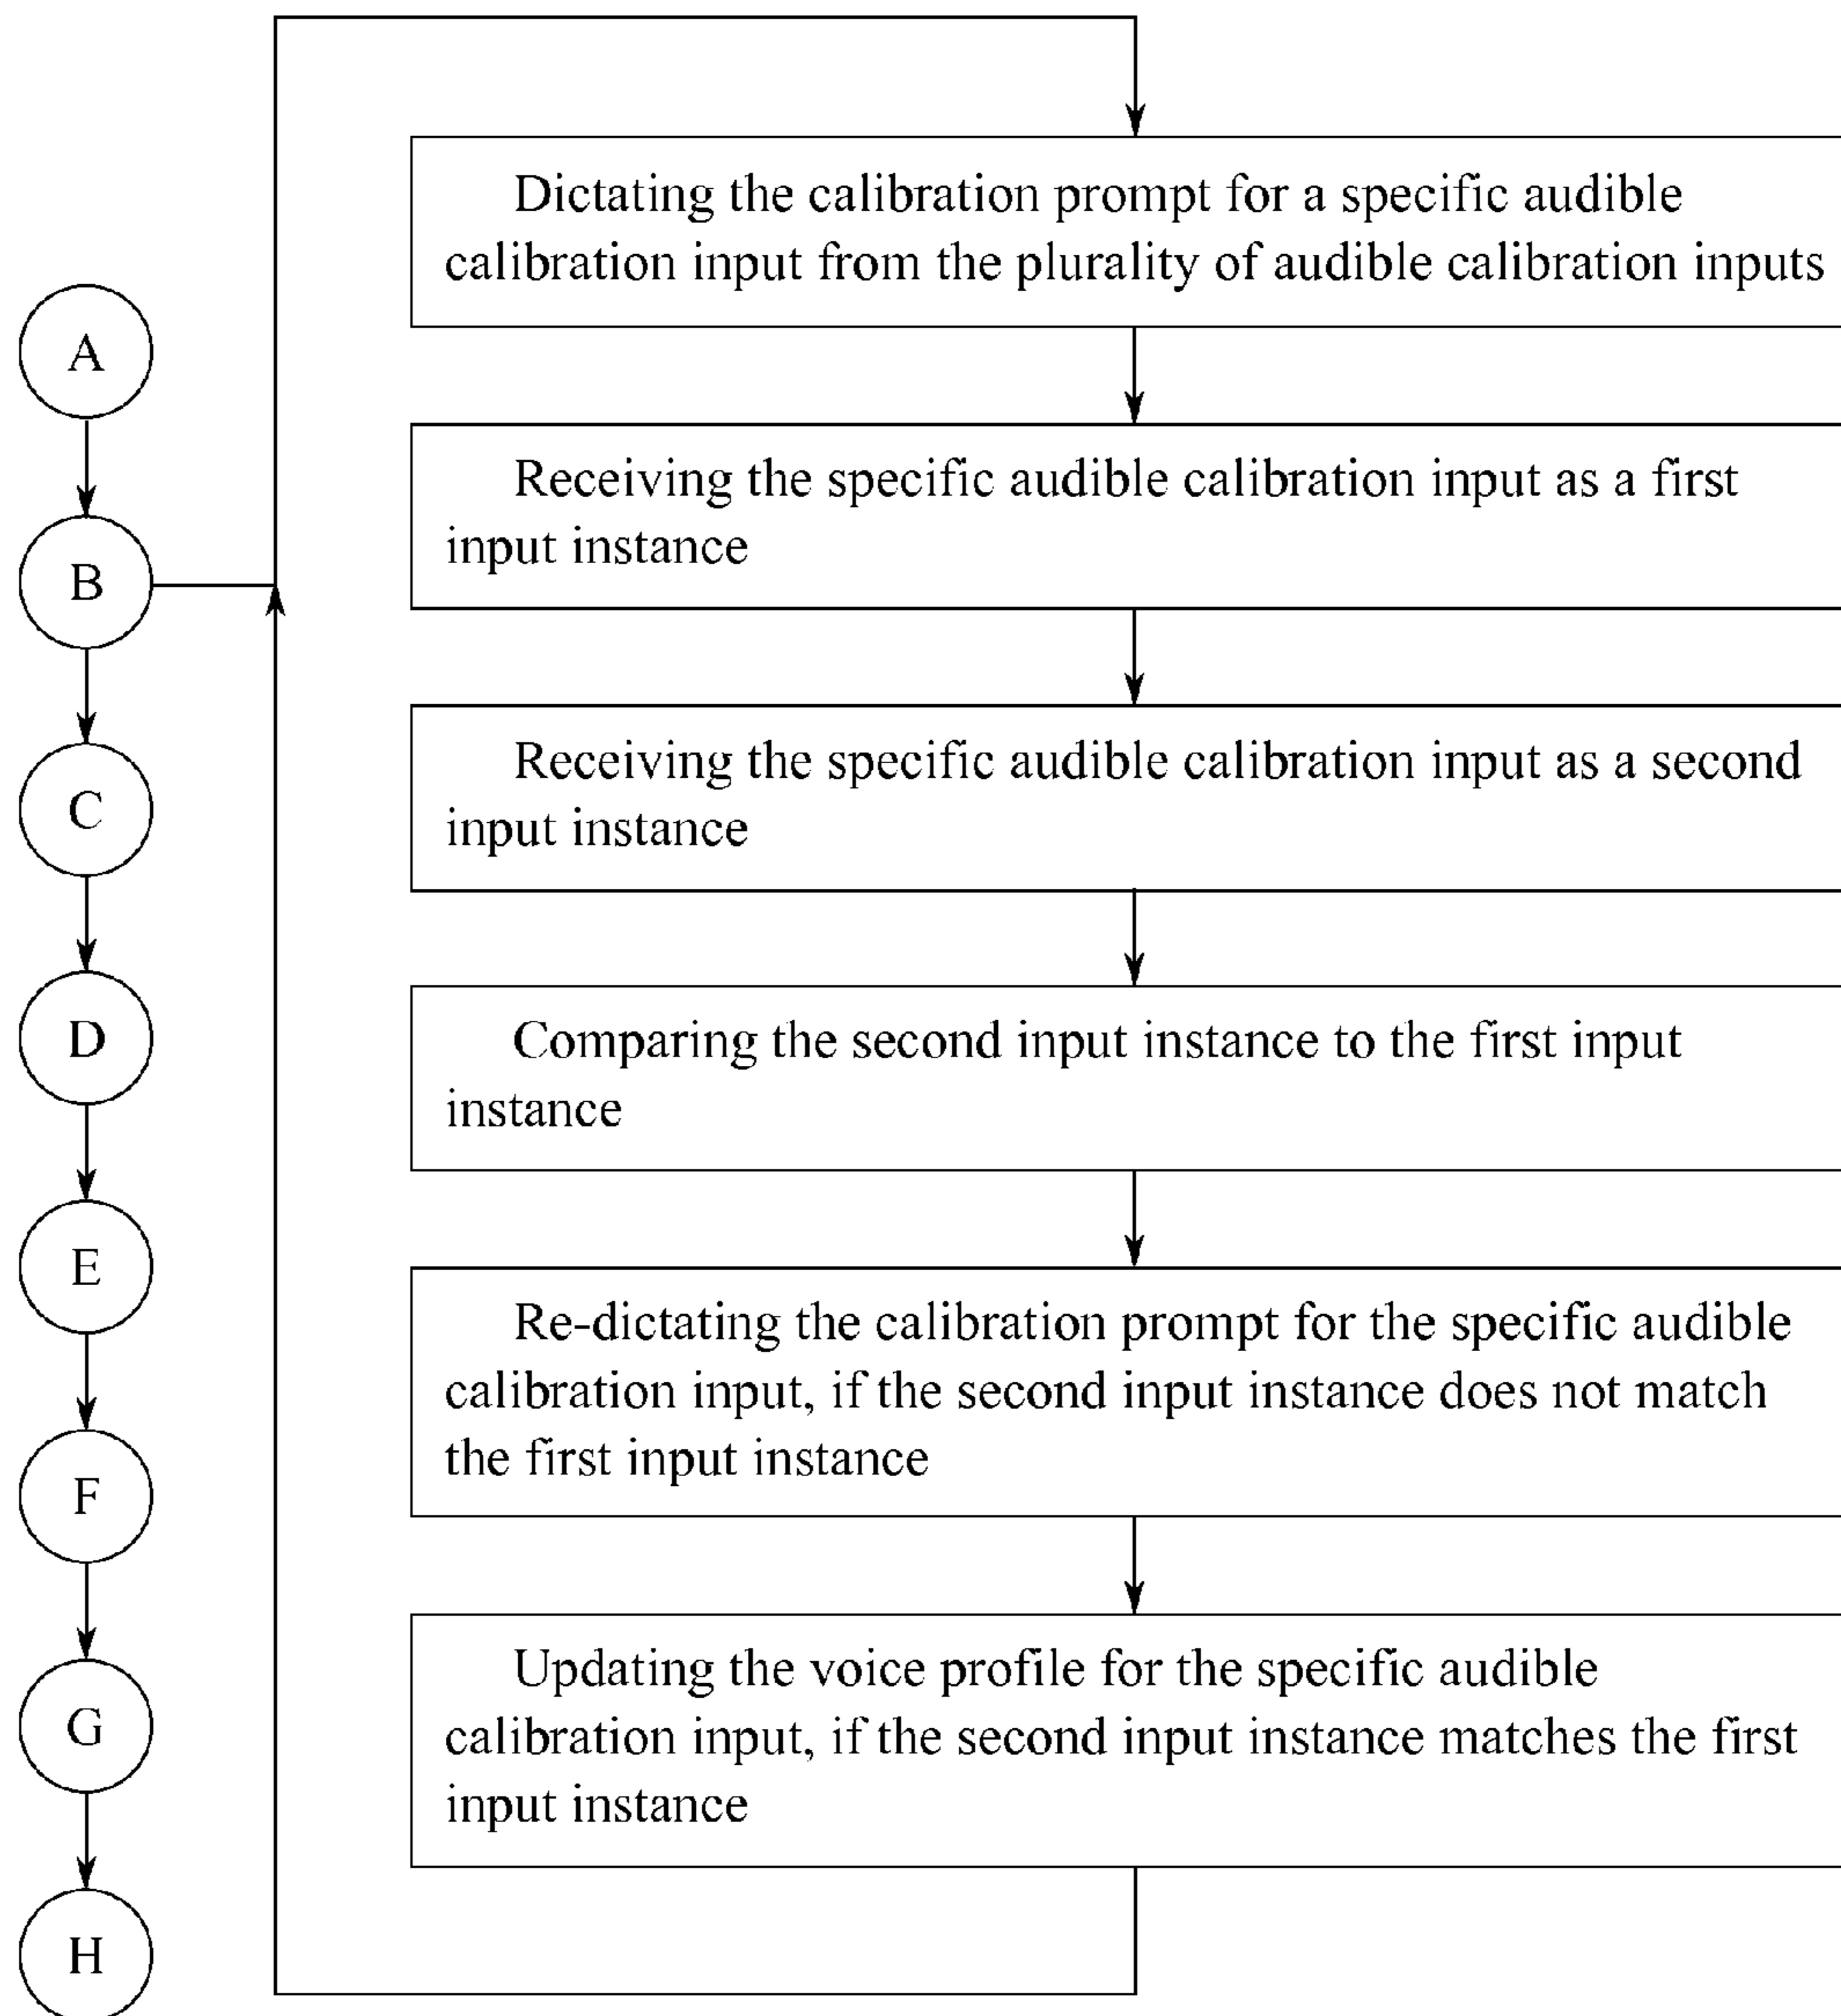 A
B
C
D
E
F
G
H
Dictating the calibration prompt for a specific audible
calibration input from the plurality of audible calibration inputs
Receiving the specific audible calibration input as a first
input instance
Receiving the specific audible calibration input as a second
input instance
Comparing the second input instance to the first input
instance
Re-dictating the calibration prompt for the specific audible
calibration input, if the second input instance does not match
the first input instance
Updating the voice profile for the specific audible
calibration input, if the second input instance matches the first
input instance